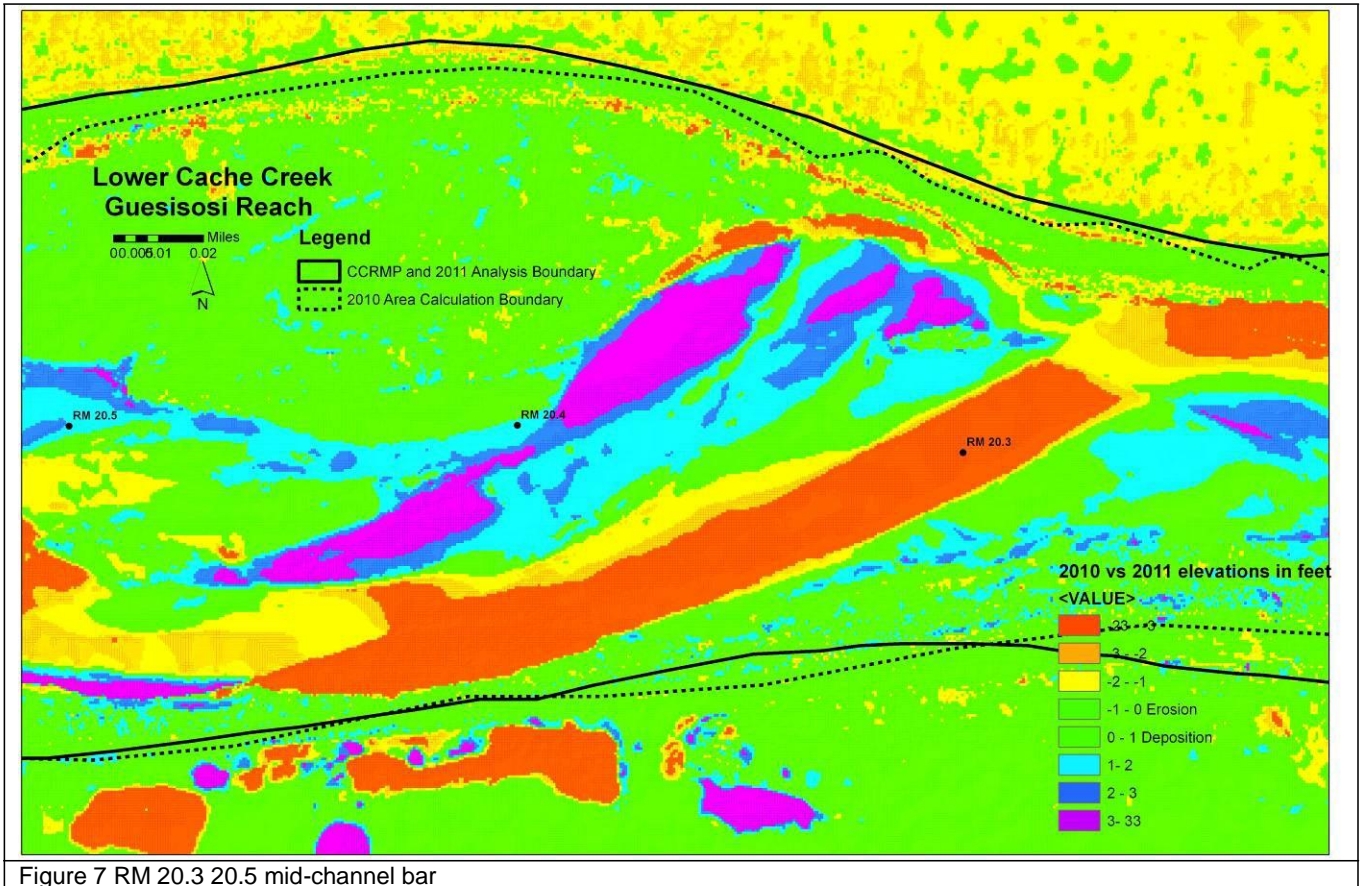 Lower Cache Creek
Guesisosi Reach
Miles
0.02
N
Legend
CCRMP and 2011 Analysis Boundary
2010 Area Calculation Boundary
RM 20.5
RM 20.4
RM 20.3
2010 vs 2011 elevations in feet
<VALUE>
-3 - -2
-2 - -1
-1 - 0 Erosion
0 - 1 Deposition
1- 2
2 - 3
3- 33
Figure 7 RM 20.3 20.5 mid-channel bar